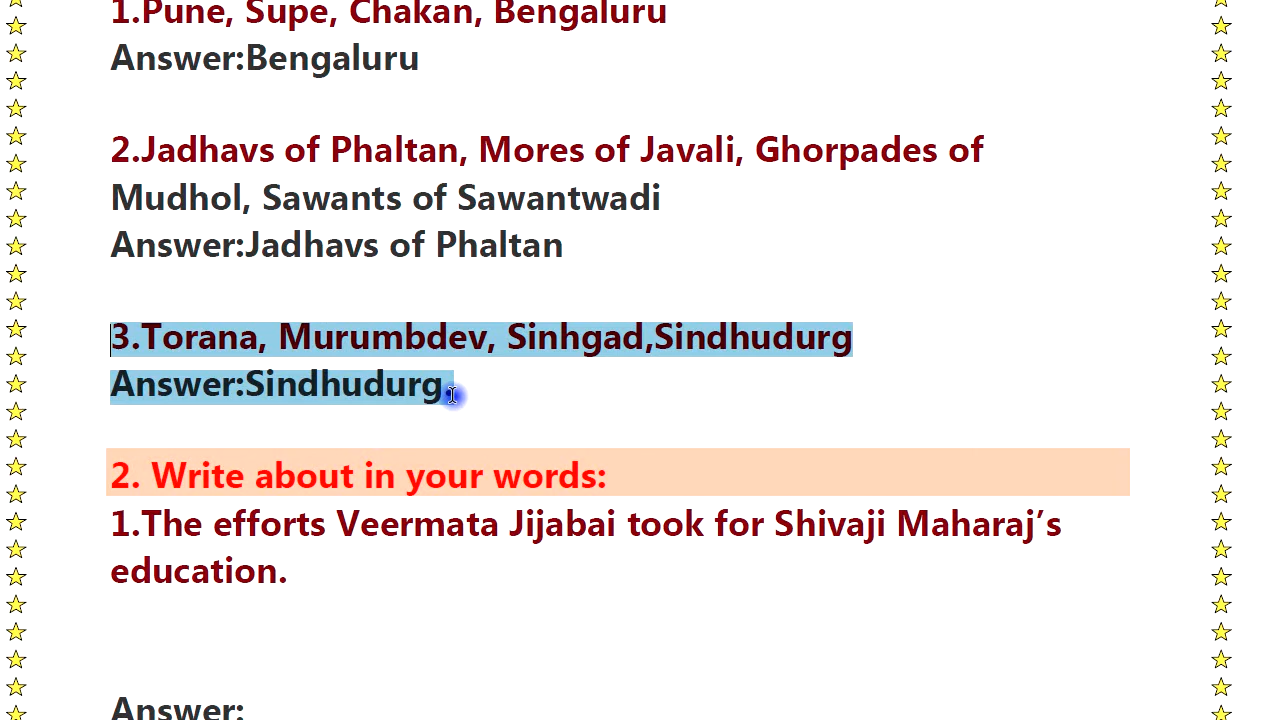 1.Pune, Supe, Chakan, Bengaluru
Answer:Bengaluru
2.Jadhavs of Phaltan, Mores of Javali, Ghorpades of
Mudhol, Sawants of Sawantwadi
Answer:Jadhavs of Phaltan
3.Torana, Murumbdev, Sinhgad,Sindhudurg
Answer:Sindhudurg
2. Write about in your words:
1.The efforts Veermata Jijabai took for Shivaji Maharaj’s
education.
Answer: